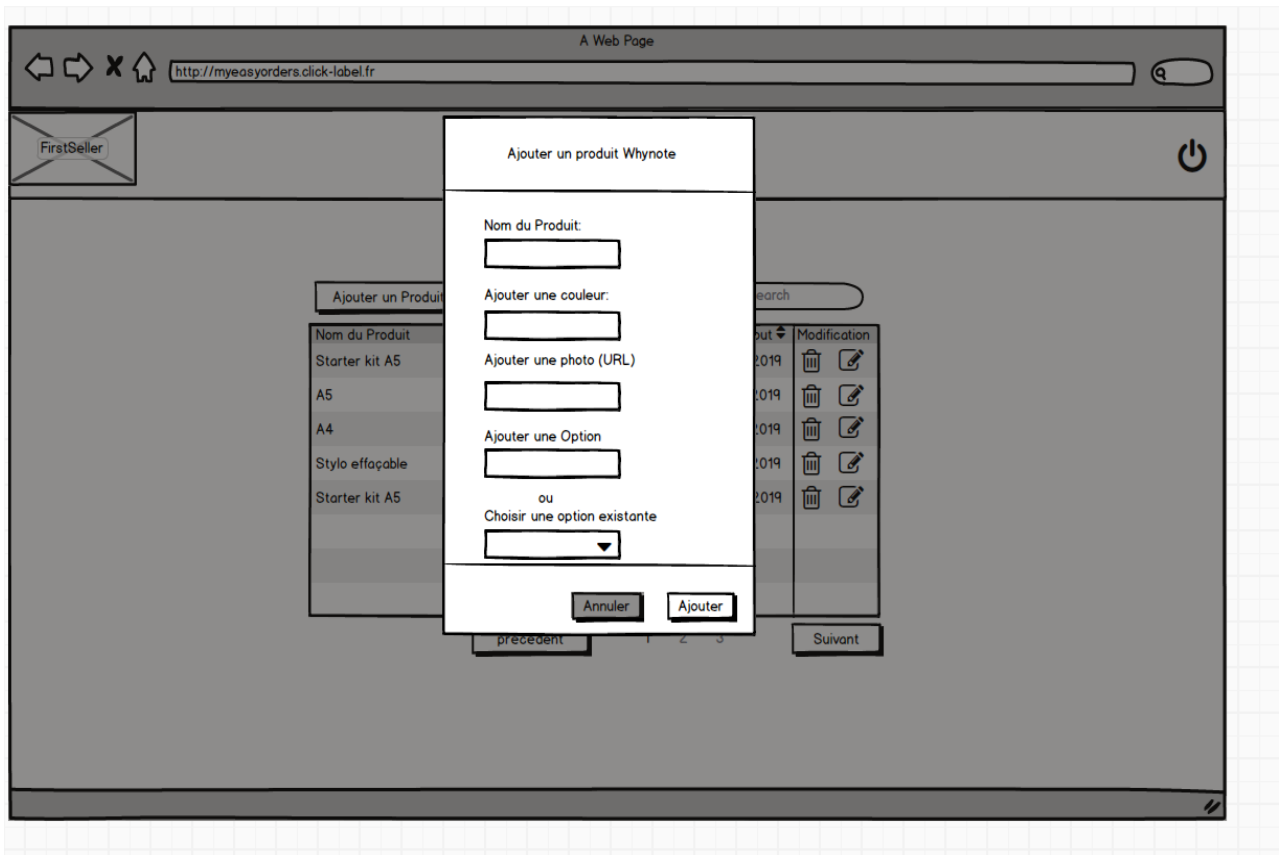 A Web Page
http://myeasyorders.click-label.fr
FirstSeller
Ajouter un produit Whynote
Nom du Produit:
Ajouter une couleur:
Ajouter une photo (URL)
Ajouter une Option
ou
Choisir une option existante
Annuler Ajouter
Ajouter un Produit
earch
Nom du Produit out Modification
Starter kit A5 2019
A5 2019
A4 2019
Stylo effaçable 2019
Starter kit A5 2019
precedent 1 2 3 Suivant